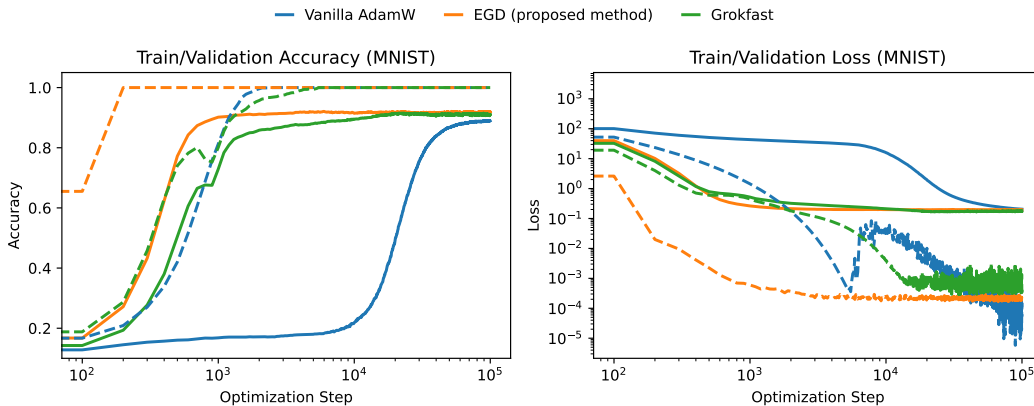 Vanilla AdamW EGD (proposed method) Grokfast
Train/Validation Accuracy (MNIST)
1.0
0.8
0.6
0.4
0.2
Accuracy
10² 10³ 10⁴ 10⁵
Optimization Step
Train/Validation Loss (MNIST)
10³
10²
10¹
10⁰
10⁻¹
10⁻²
10⁻³
10⁻⁴
10⁻⁵
Loss
10² 10³ 10⁴ 10⁵
Optimization Step